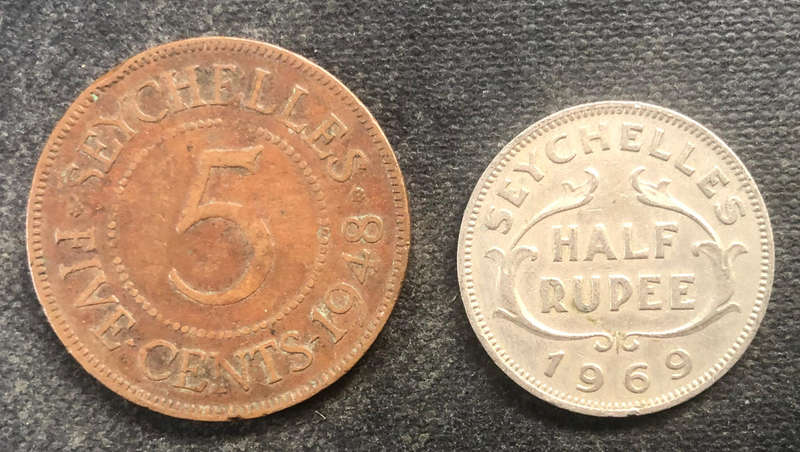 SEYCHELLES
5
FIVE CENTS 1948
SEYCHELLES
HALF
RUPEE
1969